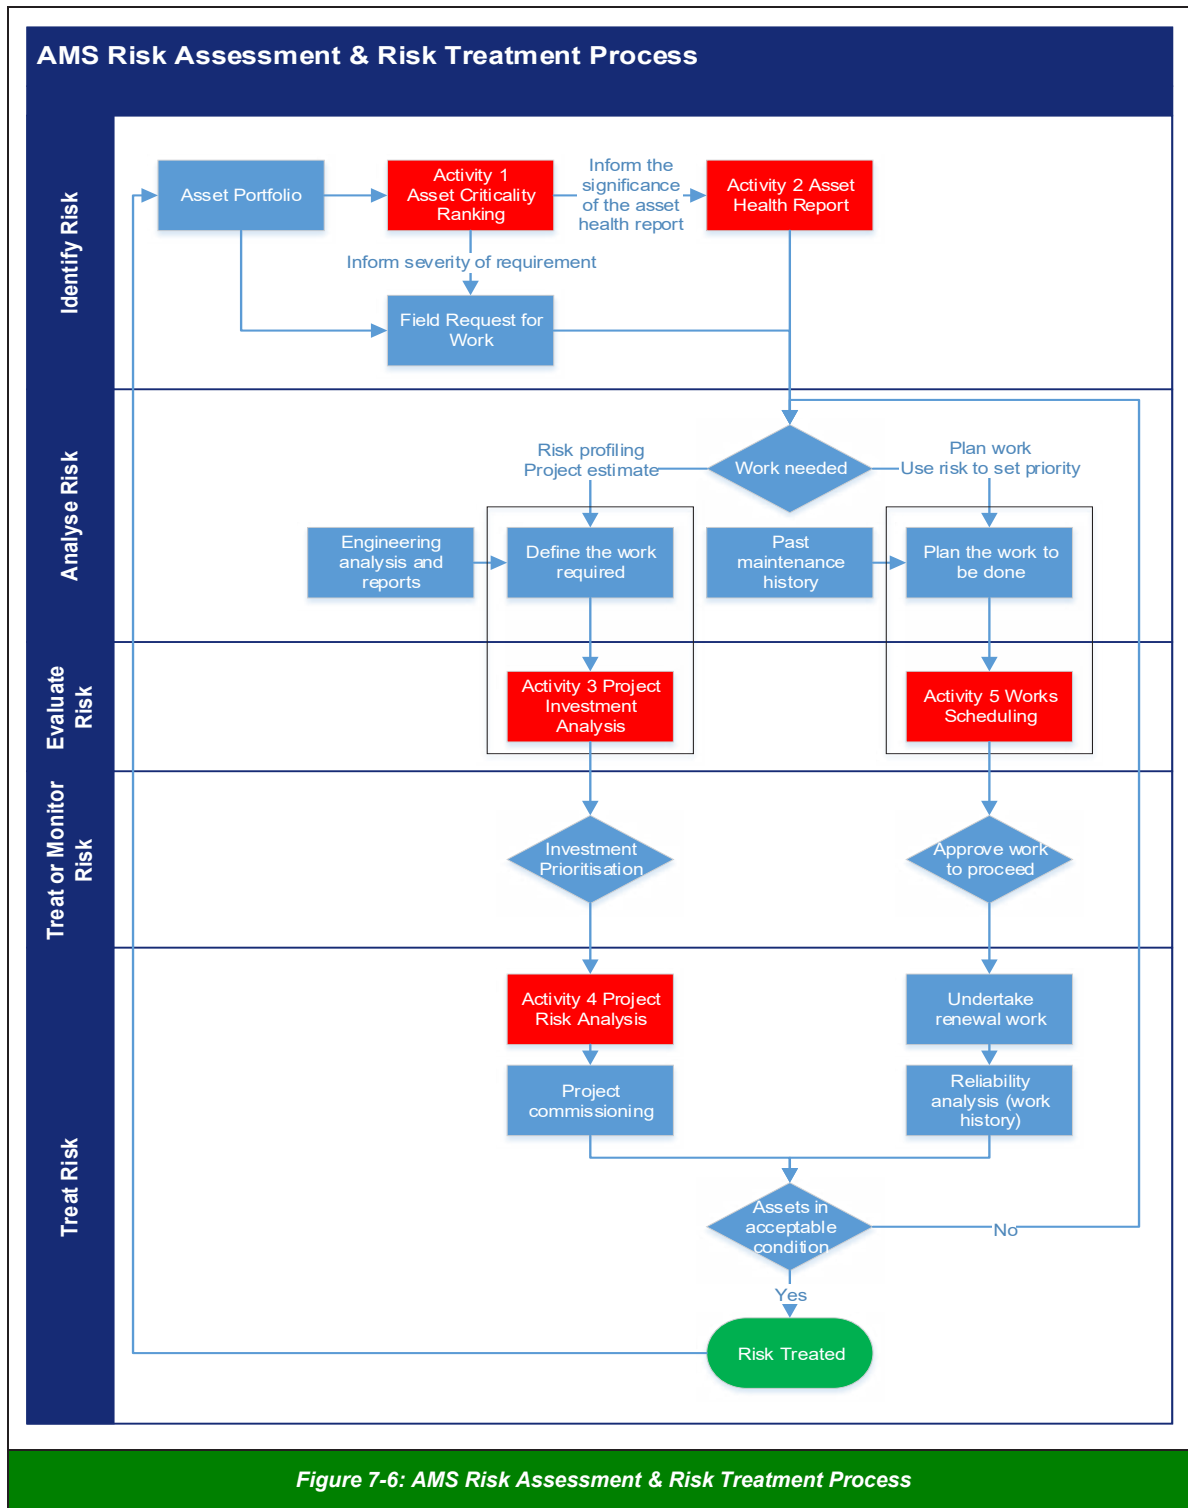 AMS Risk Assessment & Risk Treatment Process
Identify Risk
Asset Portfolio
Activity 1
Asset Criticality
Ranking
Inform the
significance
of the asset
health report
Activity 2 Asset
Health Report
Inform severity of requirement
Field Request for
Work
Analyse Risk
Risk profiling
Project estimate
Work needed
Plan work
Use risk to set priority
Engineering
analysis and
reports
Define the work
required
Past
maintenance
history
Plan the work to
be done
Evaluate
Risk
Activity 3 Project
Investment
Analysis
Activity 5 Works
Scheduling
Treat or Monitor
Risk
Investment
Prioritisation
Approve work
to proceed
Treat Risk
Activity 4 Project
Risk Analysis
Undertake
renewal work
Project
commissioning
Reliability
analysis (work
history)
Assets in
acceptable
condition
No
Yes
Risk Treated
Figure 7-6: AMS Risk Assessment & Risk Treatment Process